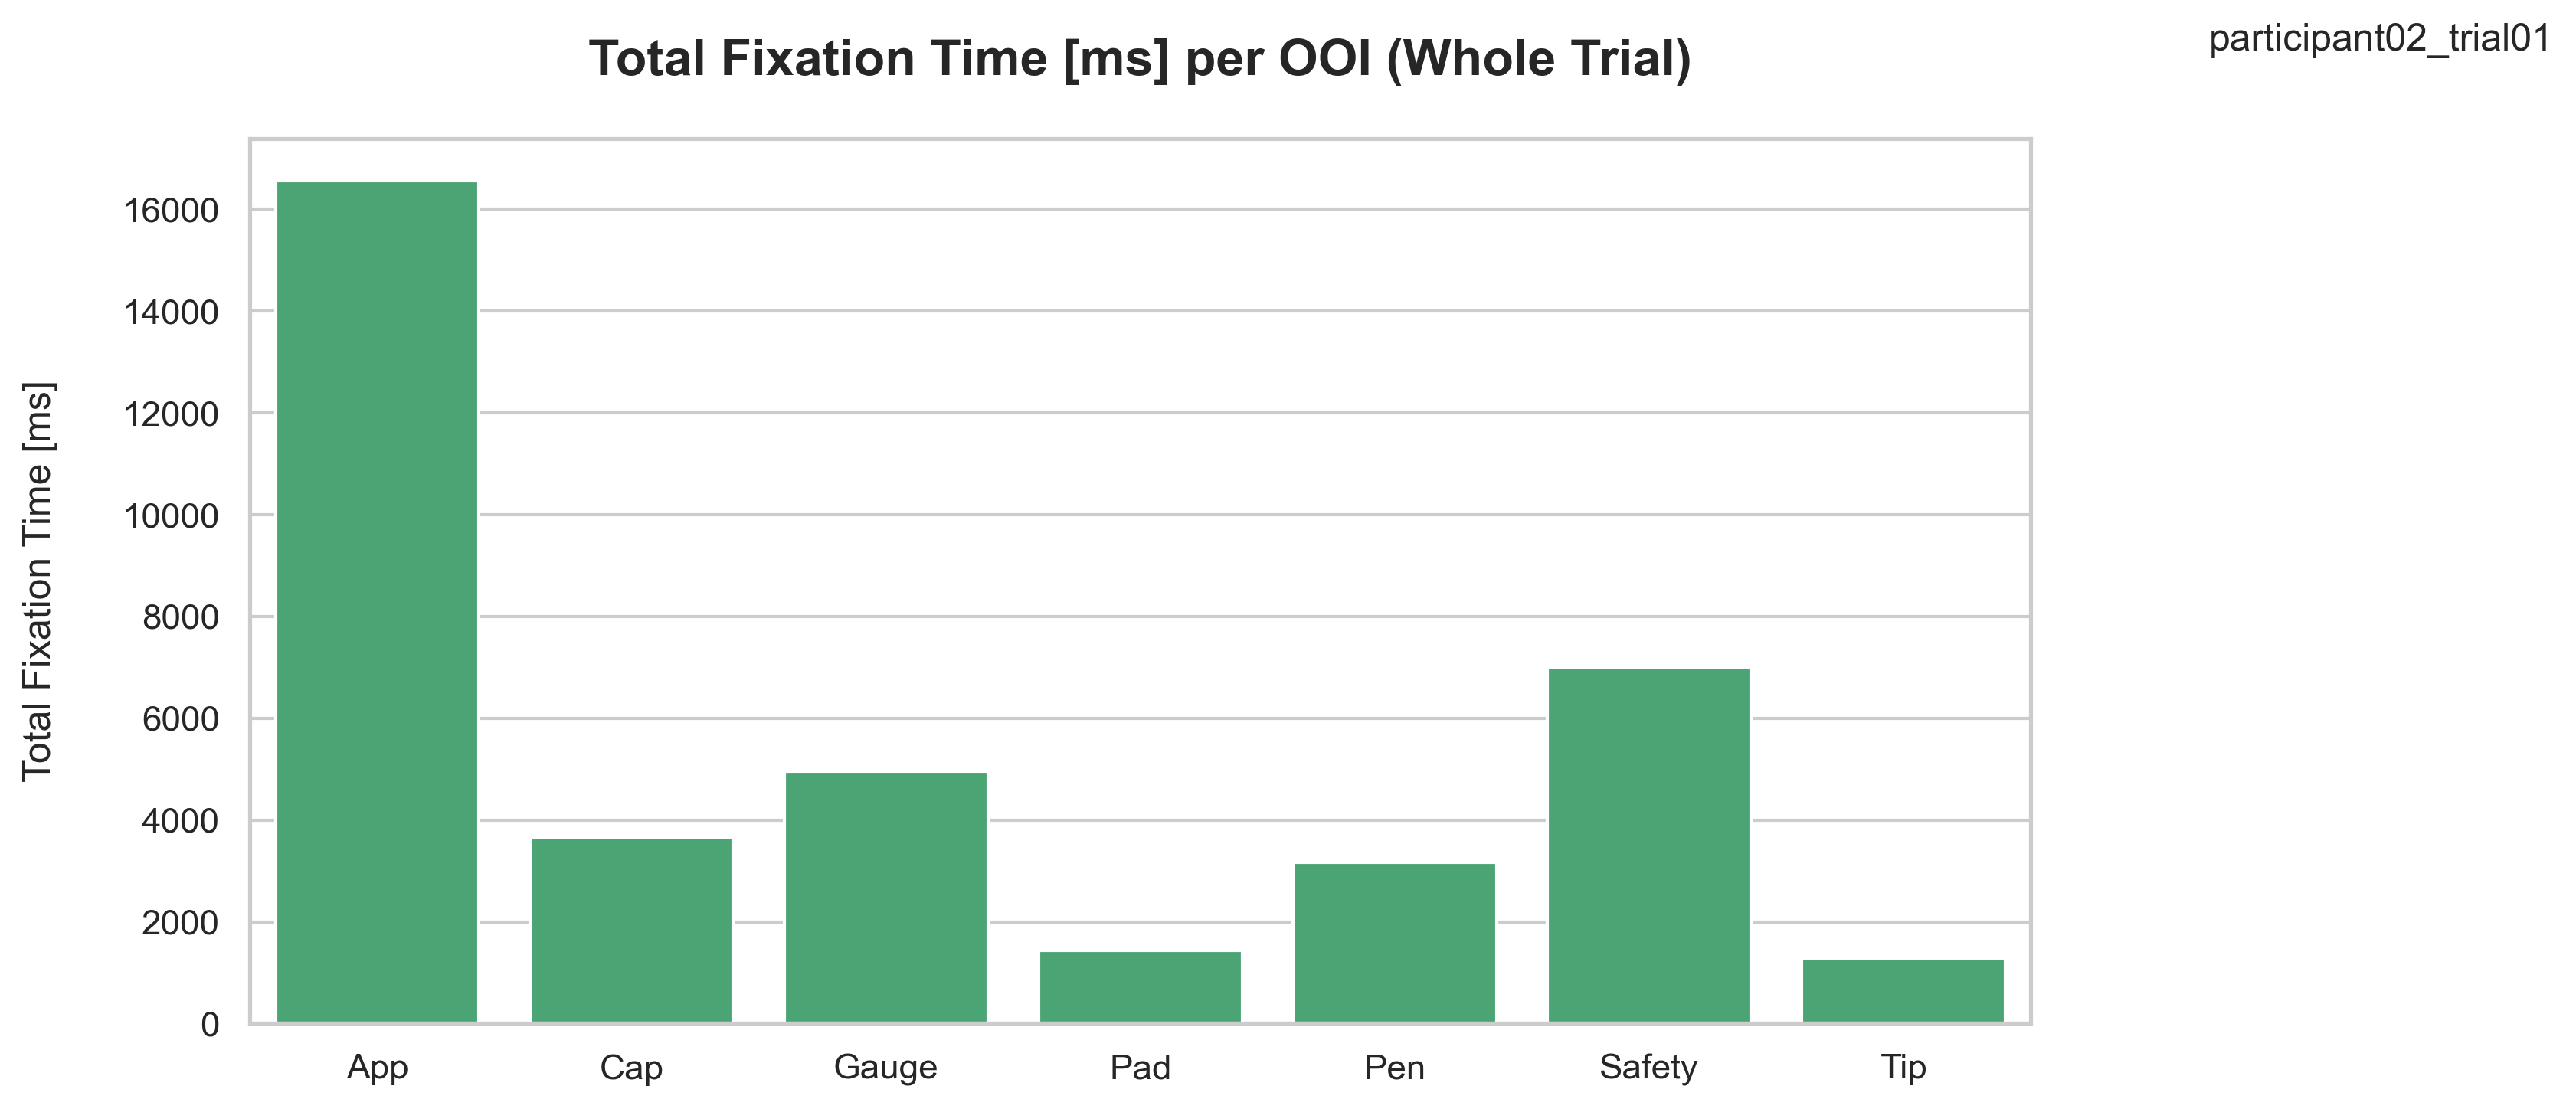 participant02_trial01
Total Fixation Time [ms] per OOI (Whole Trial)
Total Fixation Time [ms]
16000
14000
12000
10000
8000
6000
4000
2000
0
App Cap Gauge Pad Pen Safety Tip